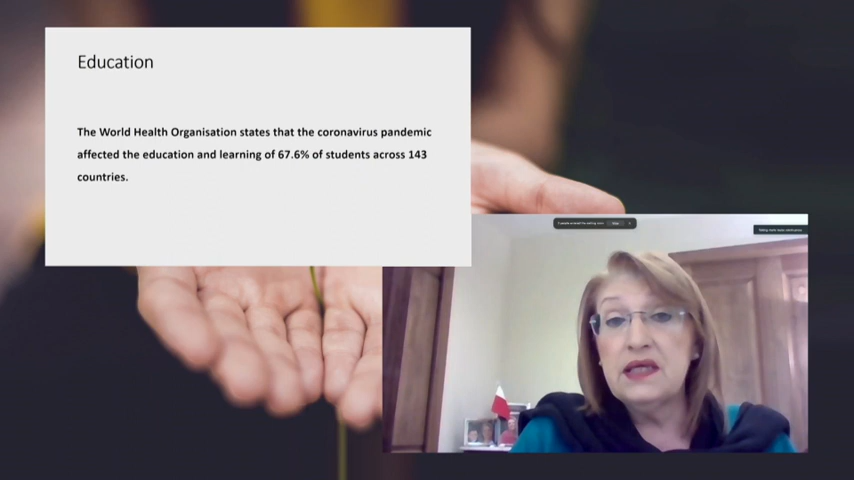 Education
The World Health Organisation states that the coronavirus pandemic
affected the education and learning of 67.6% of students across 143
countries.